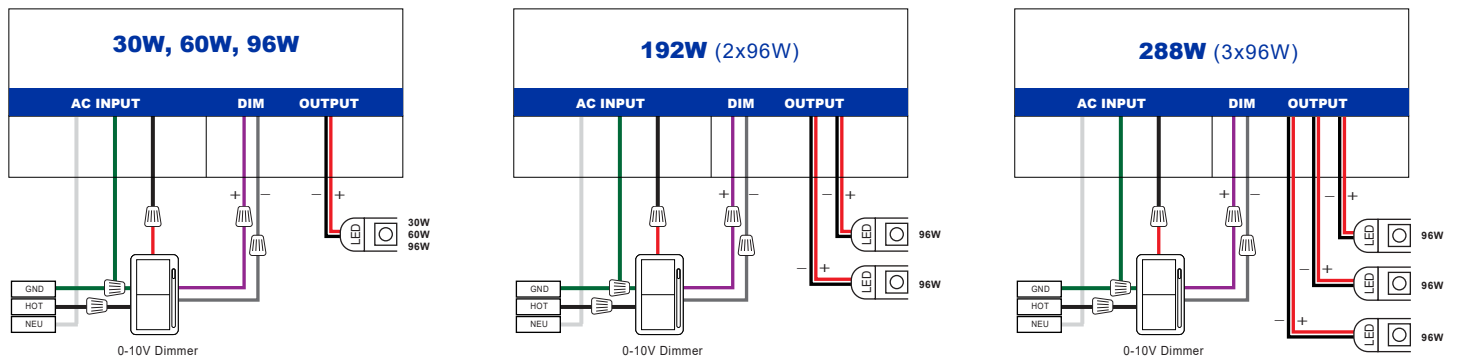 30W, 60W, 96W
AC INPUT DIM OUTPUT
+ − − +
LED
30W
60W
96W
GND
HOT
NEU
0-10V Dimmer
192W (2x96W)
AC INPUT DIM OUTPUT
+ − − +
LED 96W
− +
LED 96W
GND
HOT
NEU
0-10V Dimmer
288W (3x96W)
AC INPUT DIM OUTPUT
+ − − +
LED 96W
− +
LED 96W
− +
LED 96W
GND
HOT
NEU
0-10V Dimmer